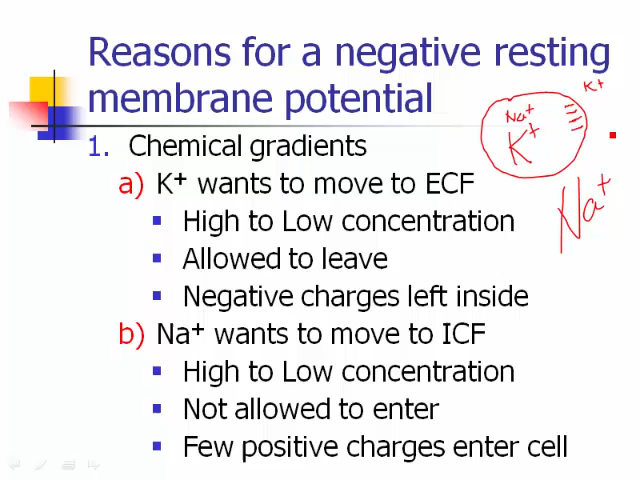 Reasons for a negative resting
membrane potential
1. Chemical gradients
a) K+ wants to move to ECF
▪ High to Low concentration
▪ Allowed to leave
▪ Negative charges left inside
b) Na+ wants to move to ICF
▪ High to Low concentration
▪ Not allowed to enter
▪ Few positive charges enter cell
K+
Na+
K+
Na+